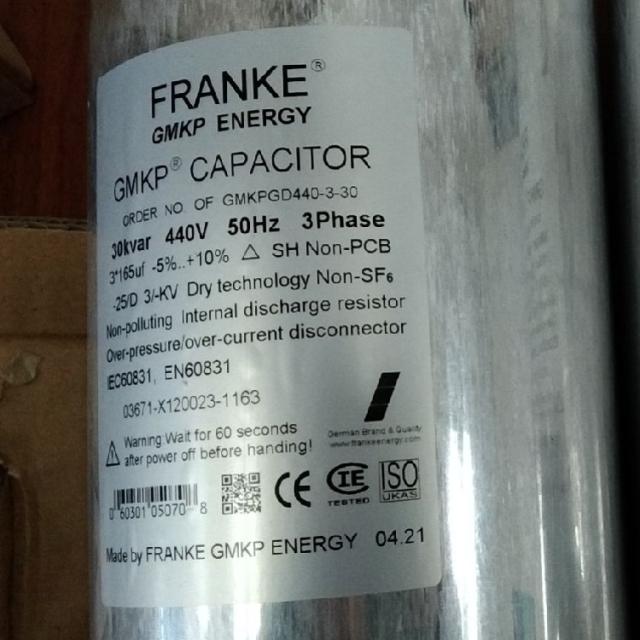 FRANKE®
GMKP ENERGY
GMKP® CAPACITOR
ORDER NO. OF GMKPGD440-3-30
30kvar 440V 50Hz 3Phase
3*165uf -5%..+10% △ SH Non-PCB
-25/D 3/-KV Dry technology Non-SF₆
Non-polluting Internal discharge resistor
Over-pressure/over-current disconnector
IEC60831, EN60831
03671-X120023-1163
German Brand & Quality
www.frankeenergy.com
Warning:Wait for 60 seconds
after power off before handing!
0 60301 05070 8
CE
IE
TESTED
ISO
UKAS
Made by FRANKE GMKP ENERGY 04.21